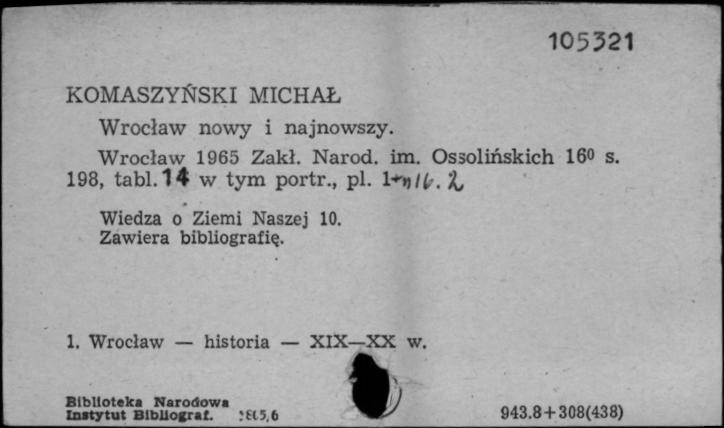 105321
KOMASZYŃSKI MICHAŁ
Wrocław nowy i najnowszy.
Wrocław 1965 Zakł. Narod. im. Ossolińskich 16⁰ s.
198, tabl. 14 w tym portr., pl. 1
Wiedza o Ziemi Naszej 10.
Zawiera bibliografię.
1. Wrocław — historia — XIX—XX w.
Biblioteka Narodowa
Instytut Bibliograf.
943.8+308(438)